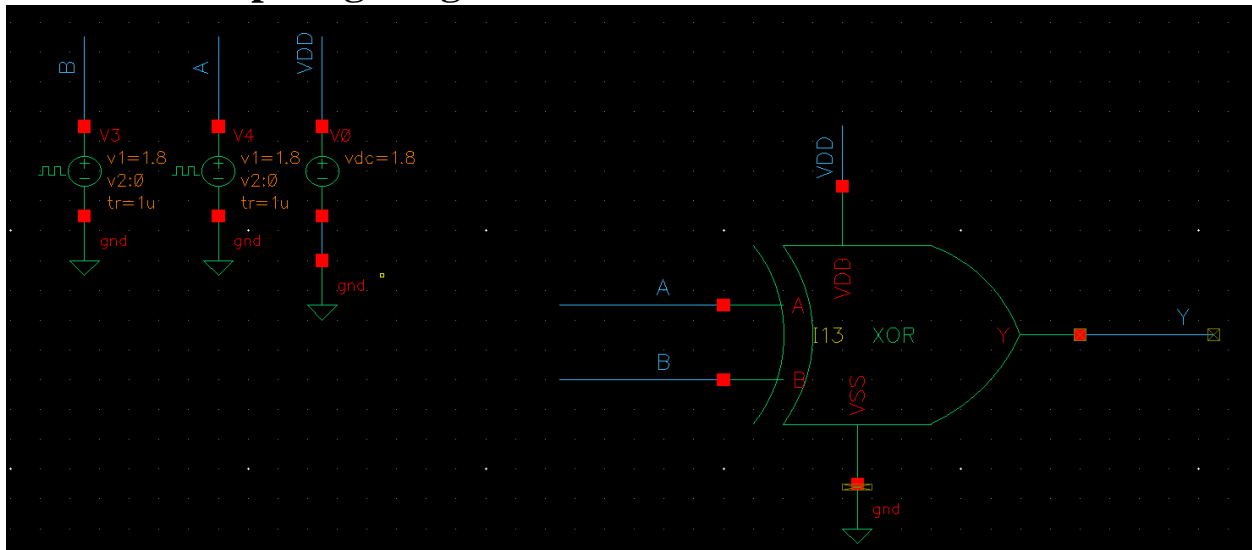 B
A
VDD
V3
v1=1.8
v2:0
tr=1u
gnd
V4
v1=1.8
v2:0
tr=1u
gnd
V0
vdc=1.8
gnd
VDD
VDD
A
A
I13 XOR
Y
Y
B
B
VSS
gnd